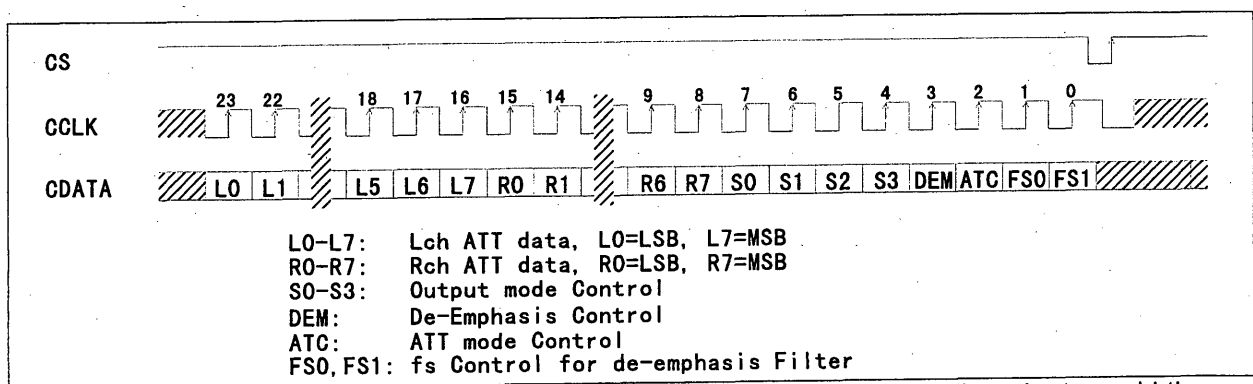 CS
23 22 18 17 16 15 14 9 8 7 6 5 4 3 2 1 0
CCLK
CDATA L0 L1 L5 L6 L7 R0 R1 R6 R7 S0 S1 S2 S3 DEM ATC FS0 FS1
L0-L7: Lch ATT data, L0=LSB, L7=MSB
R0-R7: Rch ATT data, R0=LSB, R7=MSB
S0-S3: Output mode Control
DEM: De-Emphasis Control
ATC: ATT mode Control
FS0,FS1: fs Control for de-emphasis Filter